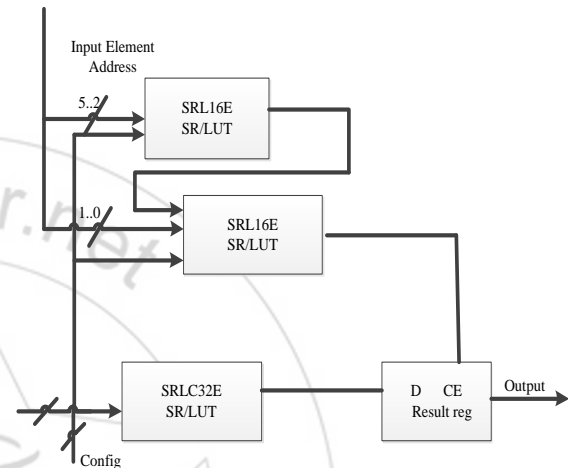 Input Element
Address
5..2
SRL16E
SR/LUT
1..0
SRL16E
SR/LUT
SRLC32E
SR/LUT
D CE
Result reg
Output
Config
r.net